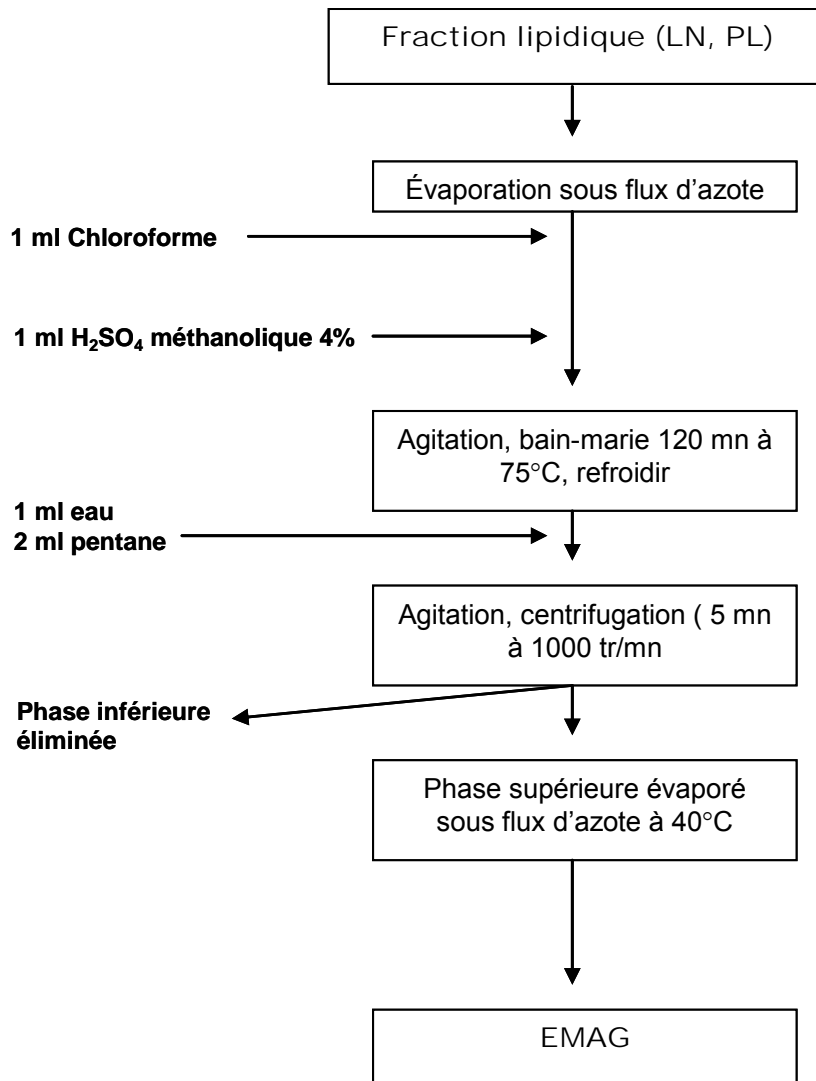 Fraction lipidique (LN, PL)
Évaporation sous flux d'azote
1 ml Chloroforme
1 ml H₂SO₄ méthanolique 4%
Agitation, bain-marie 120 mn à
75°C, refroidir
1 ml eau
2 ml pentane
Agitation, centrifugation ( 5 mn
à 1000 tr/mn
Phase inférieure
éliminée
Phase supérieure évaporé
sous flux d'azote à 40°C
EMAG